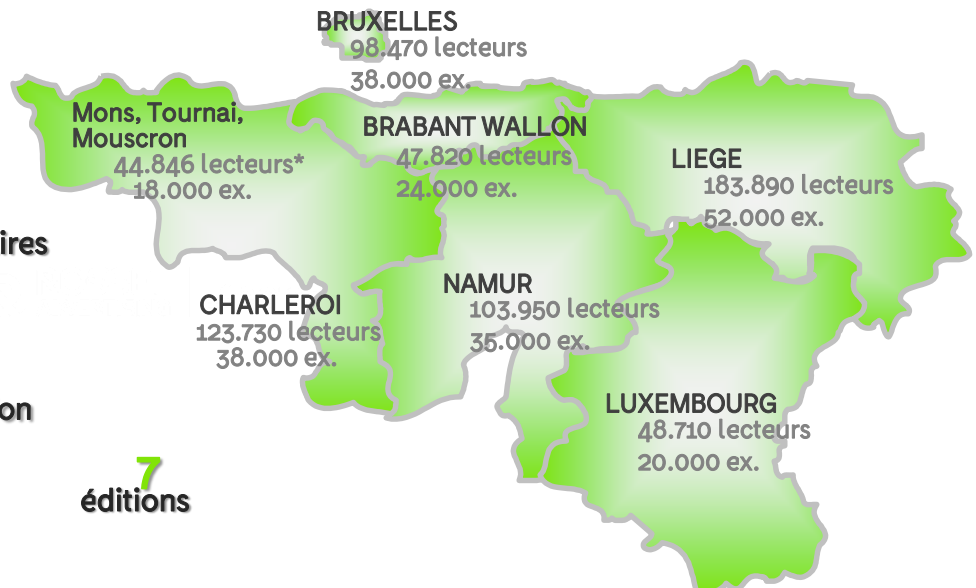 BRUXELLES
98.470 lecteurs
38.000 ex.
Mons, Tournai,
Mouscron
44.846 lecteurs*
18.000 ex.
BRABANT WALLON
47.820 lecteurs
24.000 ex.
LIEGE
183.890 lecteurs
52.000 ex.
ires
NAMUR
103.950 lecteurs
35.000 ex.
CHARLEROI
123.730 lecteurs
38.000 ex.
on
LUXEMBOURG
48.710 lecteurs
20.000 ex.
7
éditions